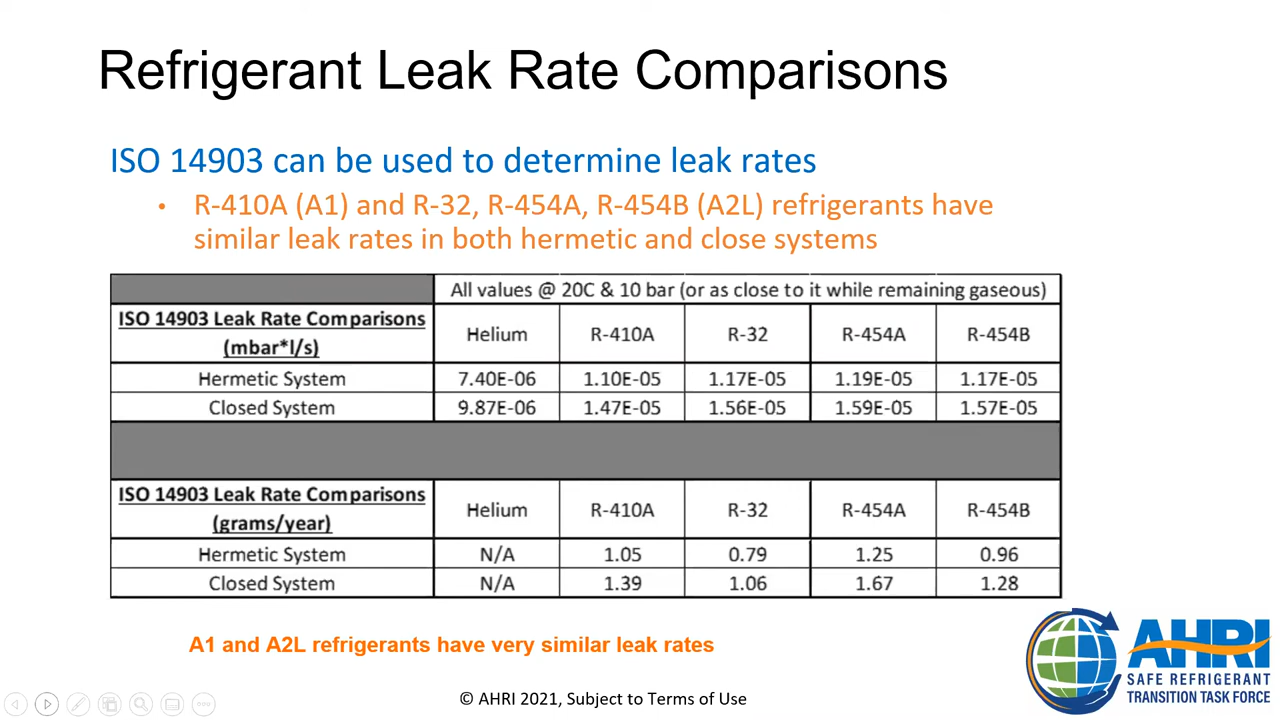 Refrigerant Leak Rate Comparisons
ISO 14903 can be used to determine leak rates
• R-410A (A1) and R-32, R-454A, R-454B (A2L) refrigerants have
similar leak rates in both hermetic and close systems
All values @ 20C & 10 bar (or as close to it while remaining gaseous)
ISO 14903 Leak Rate Comparisons
(mbar*l/s)
Helium R-410A R-32 R-454A R-454B
Hermetic System 7.40E-06 1.10E-05 1.17E-05 1.19E-05 1.17E-05
Closed System 9.87E-06 1.47E-05 1.56E-05 1.59E-05 1.57E-05
ISO 14903 Leak Rate Comparisons
(grams/year)
Helium R-410A R-32 R-454A R-454B
Hermetic System N/A 1.05 0.79 1.25 0.96
Closed System N/A 1.39 1.06 1.67 1.28
A1 and A2L refrigerants have very similar leak rates
AHRI
SAFE REFRIGERANT
TRANSITION TASK FORCE
© AHRI 2021, Subject to Terms of Use